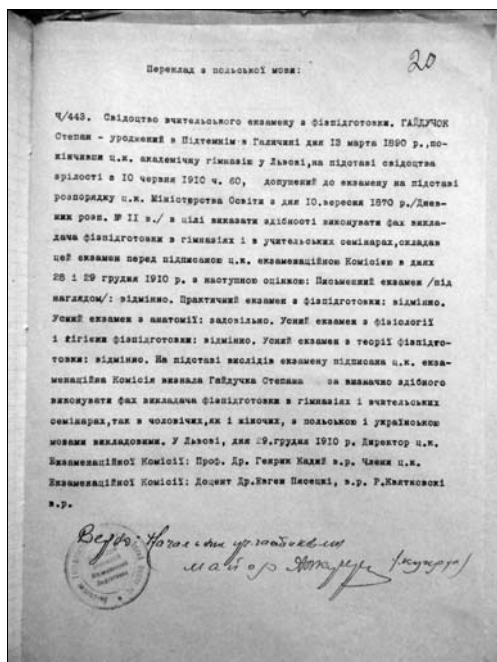 20
Переклад з польської мови:
Ч/443. Свідоцтво вчительського екзамену з фізпідготовки. ГАЙДУЧОК
Степан - уроджений в Підтемнім в Галичині дня 13 марта 1890 р.,по-
кінчивши ц.к. академічну гімназію у Львові,на підставі свідоцтва
зрілості з 10 червня 1910 ч. 60, допущений до екзамену на підставі
розпорядку ц.к. Міністерства Освіти з дня 10.вересня 1870 р./Днев-
ник розп. № II в./ в цілі виказати здібності виконувати фах викла-
дача фізпідготовки в гімназіях і в учительських семінарах,складав
цей екзамен перед підписаною ц.к. екзаменаційною Комісією в днях
28 і 29 грудня 1910 р. з наступною оцінкою: Письменний екзамен /під
наглядом/: відмінно. Практичний екзамен з фізпідготовки: відмінно.
Усний екзамен з анатомії: задовільно. Усний екзамен з фізіології
і гігієни фізпідготовки: відмінно. Усний екзамен з теорії фізпідго-
товки: відмінно. На підставі вислідів екзамену підписана ц.к. екза-
менаційна Комісія визнала Гайдучка Степана за визначно здібного
виконувати фах викладача фізпідготовки в гімназіях і вчительських
семінарах,так в чоловічих,як і жіночих, з польською і українською
мовами викладовими. У Львові, дня 29.грудня 1910 р. Директор ц.к.
Екзаменаційної Комісії: Проф. Др. Генрик Кадий в.р. Члени ц.к.
Екзаменаційної Комісії: Доцент Др.Евген Пясецкі, в.р. Р.Квятковскі
в.р.
майор